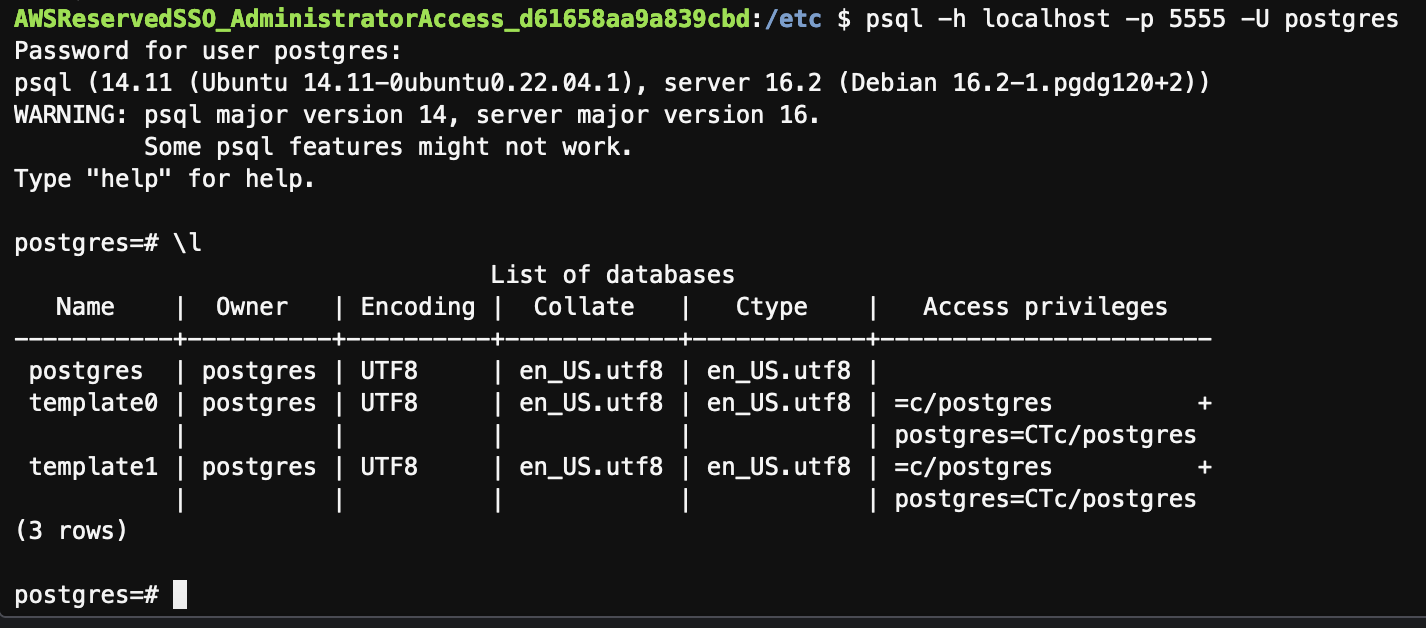 AWSReservedSSO_AdministratorAccess_d61658aa9a839cbd:/etc $ psql -h localhost -p 5555 -U postgres
Password for user postgres:
psql (14.11 (Ubuntu 14.11-0ubuntu0.22.04.1), server 16.2 (Debian 16.2-1.pgdg120+2))
WARNING: psql major version 14, server major version 16.
         Some psql features might not work.
Type "help" for help.

postgres=# \l
                                 List of databases
   Name    |  Owner   | Encoding |  Collate   |   Ctype    |   Access privileges
-----------+----------+----------+------------+------------+-----------------------
 postgres  | postgres | UTF8     | en_US.utf8 | en_US.utf8 |
 template0 | postgres | UTF8     | en_US.utf8 | en_US.utf8 | =c/postgres          +
           |          |          |            |            | postgres=CTc/postgres
 template1 | postgres | UTF8     | en_US.utf8 | en_US.utf8 | =c/postgres          +
           |          |          |            |            | postgres=CTc/postgres
(3 rows)

postgres=#